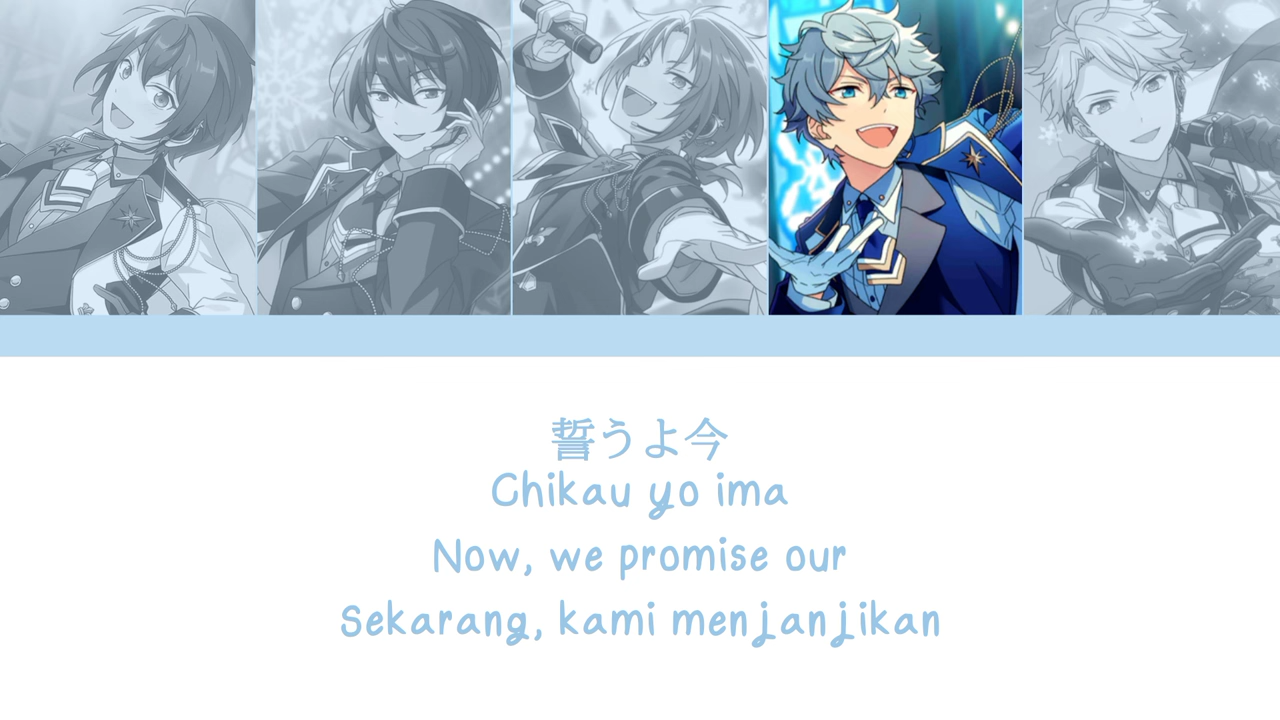 誓うよ今
Chikau yo ima
Now, we promise our
Sekarang, kami menjanjikan